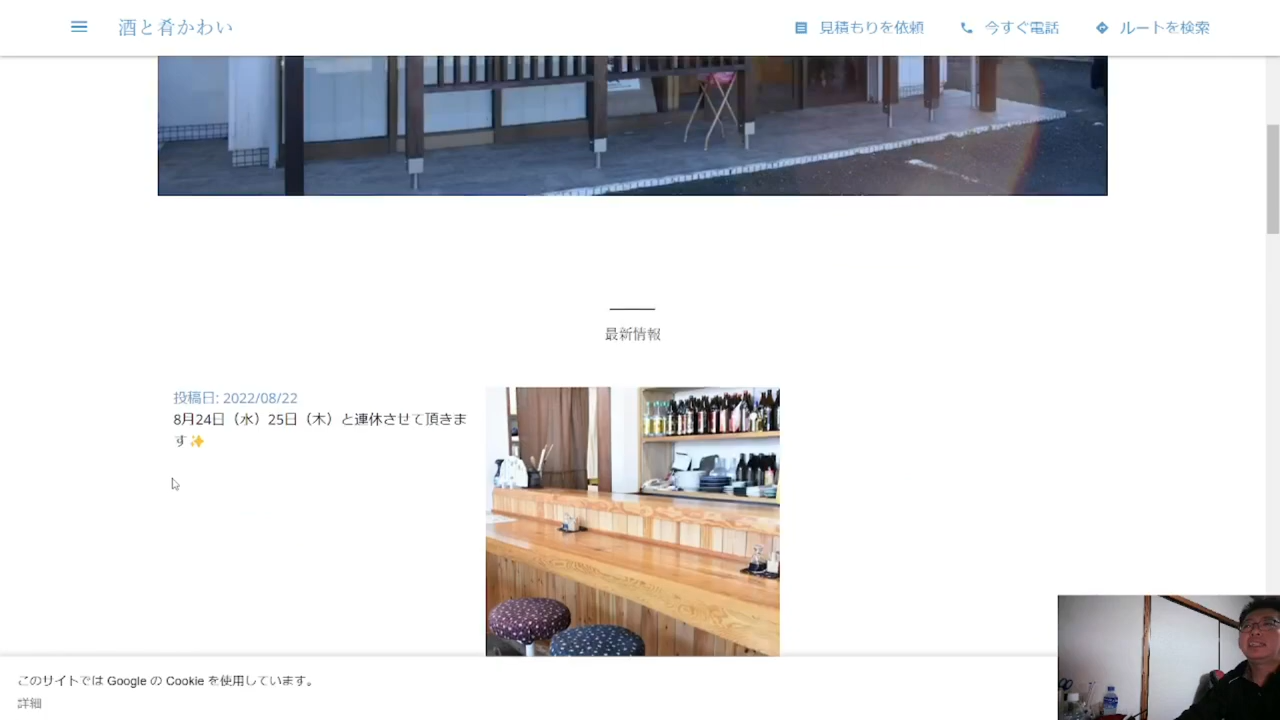 酒と肴かわい
見積もりを依頼
今すぐ電話
ルートを検索
最新情報
投稿日: 2022/08/22
8月24日（水）25日（木）と連休させて頂きま
す✨
このサイトでは Google の Cookie を使用しています。
詳細